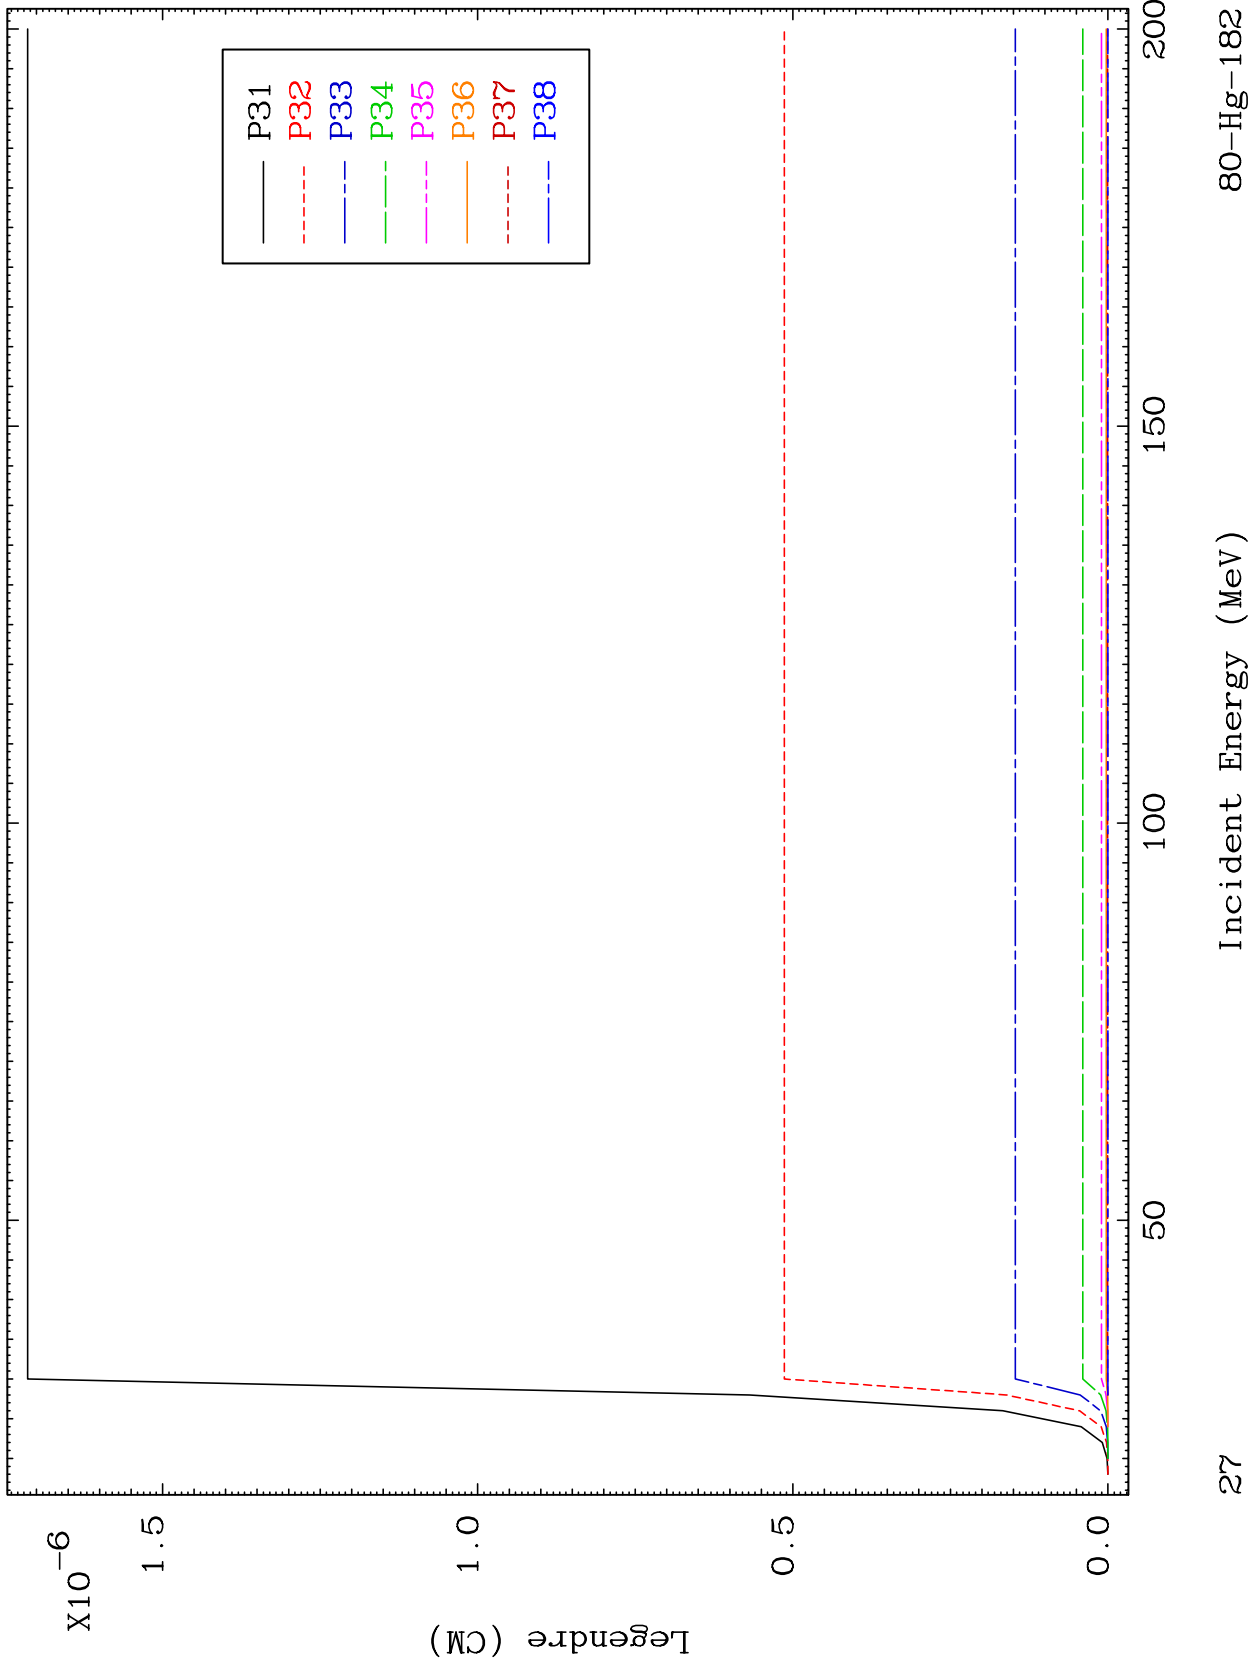 X10-6
1.5
1.0
0.5
0.0
Legendre (CM)
P31
P32
P33
P34
P35
P36
P37
P38
50
100
150
200
27
Incident Energy (MeV)
80-Hg-182